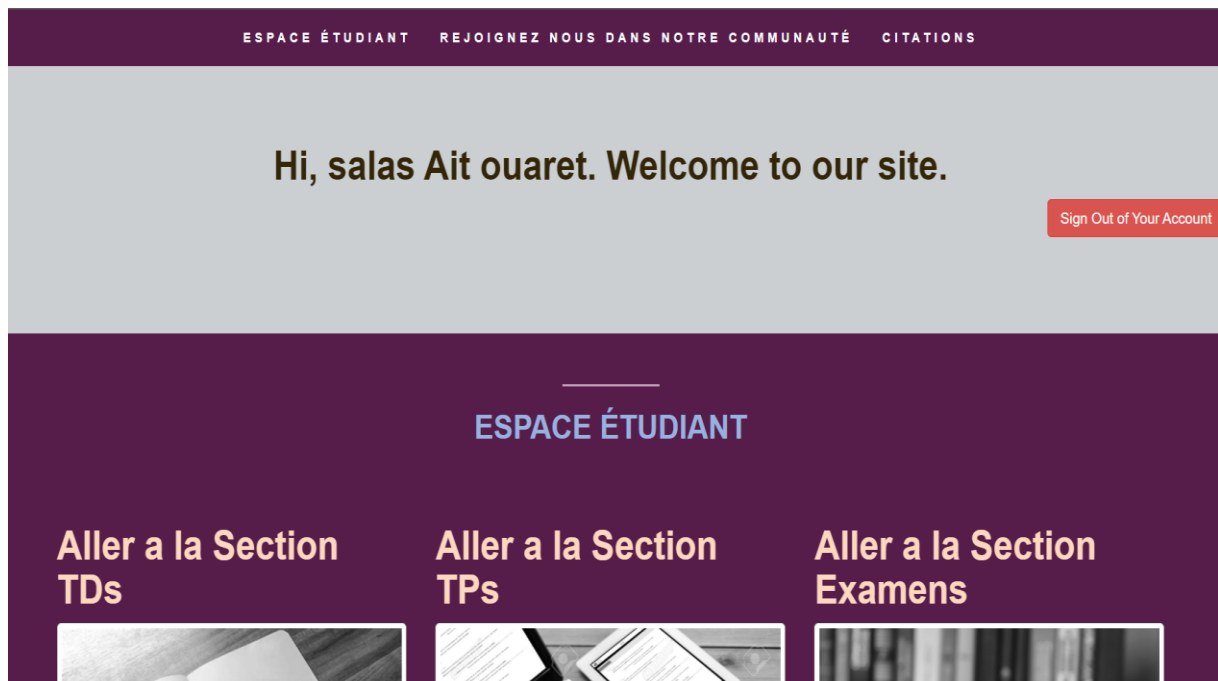 ESPACE ÉTUDIANT REJOIGNEZ NOUS DANS NOTRE COMMUNAUTÉ CITATIONS
Hi, salas Ait ouaret. Welcome to our site.
Sign Out of Your Account
ESPACE ÉTUDIANT
Aller a la Section
TDs
Aller a la Section
TPs
Aller a la Section
Examens